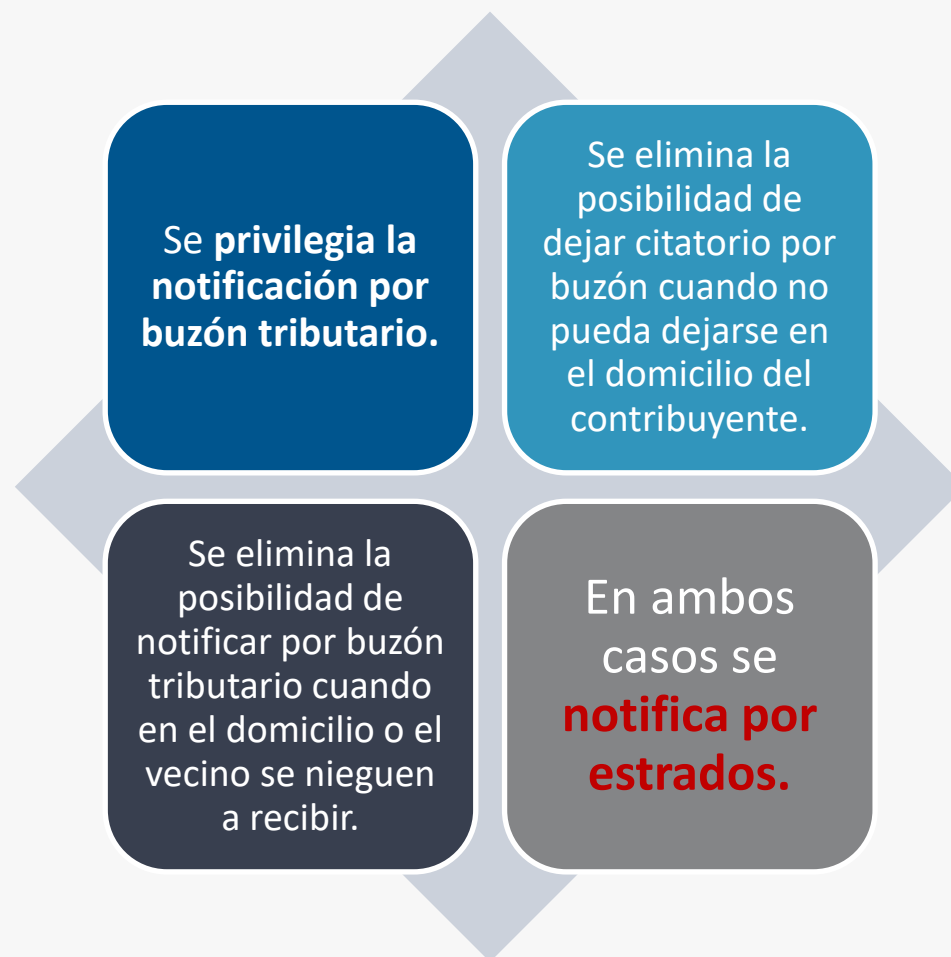 Se privilegia la
notificación por
buzón tributario.
Se elimina la
posibilidad de
dejar citatorio por
buzón cuando no
pueda dejarse en
el domicilio del
contribuyente.
Se elimina la
posibilidad de
notificar por buzón
tributario cuando
en el domicilio o el
vecino se nieguen
a recibir.
En ambos
casos se
notifica por
estrados.